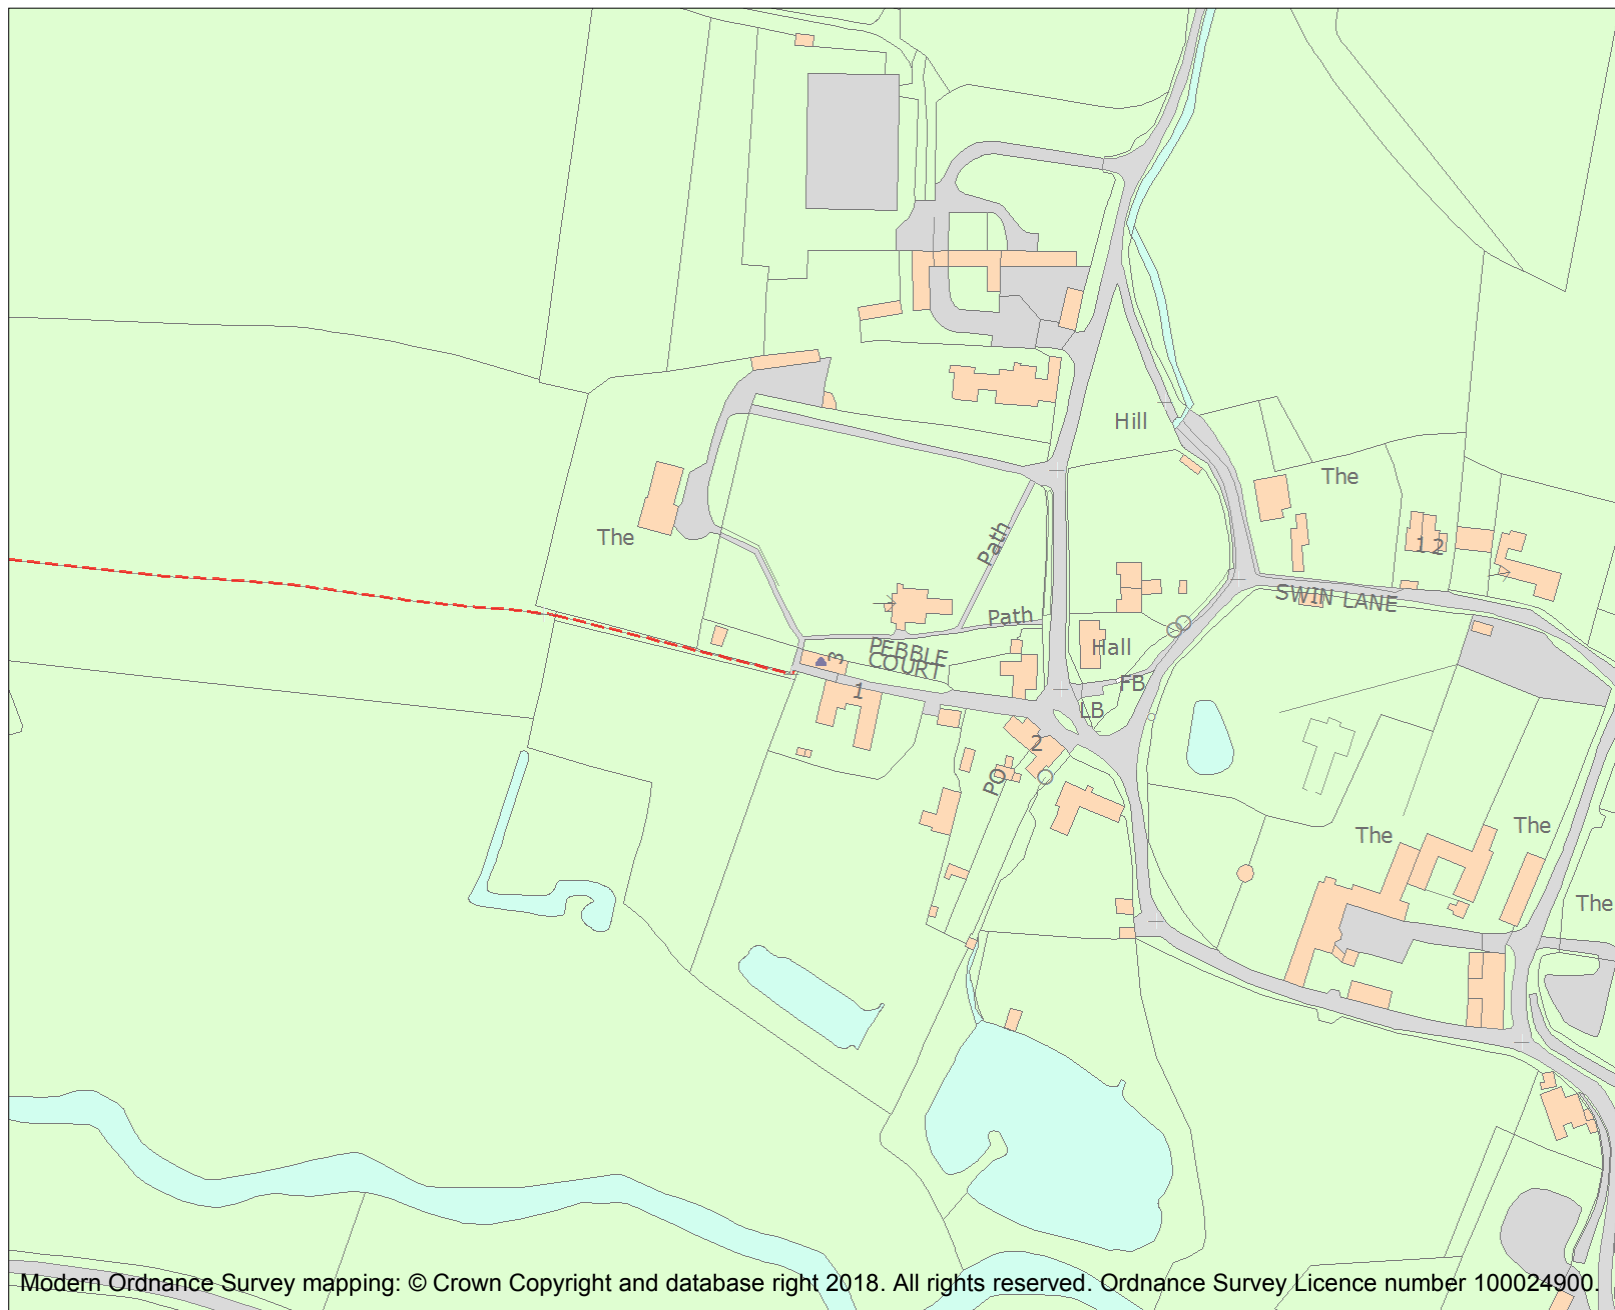 Hill
The
The
1 2
Path
SWIN LANE
Path
Hall
PEBBLE
COURT
3
1
FB
LB
2
PO
The
The
The
Modern Ordnance Survey mapping: © Crown Copyright and database right 2018. All rights reserved. Ordnance Survey Licence number 100024900.